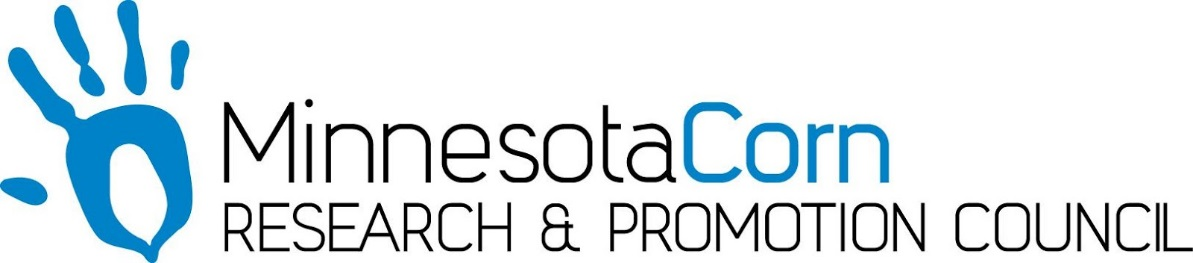 MinnesotaCorn
RESEARCH & PROMOTION COUNCIL